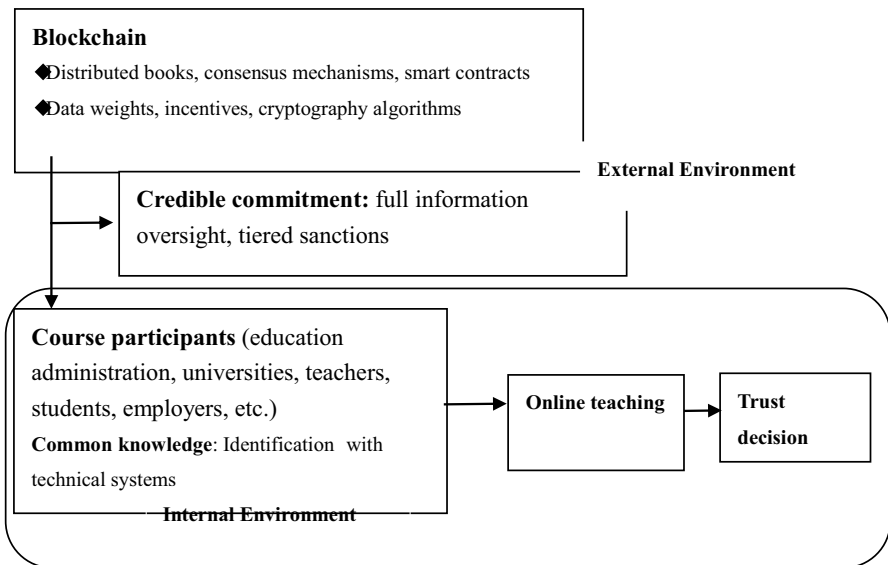 Blockchain
◆Distributed books, consensus mechanisms, smart contracts
◆Data weights, incentives, cryptography algorithms
External Environment
Credible commitment: full information
oversight, tiered sanctions
Course participants (education
administration, universities, teachers,
students, employers, etc.)
Common knowledge: Identification with
technical systems
Internal Environment
Online teaching
Trust
decision